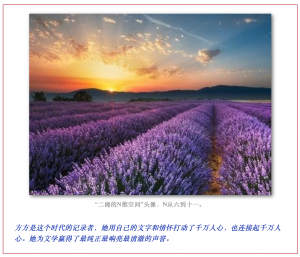 “二湘的N维空间”头像。N从六到十一。
方方是这个时代的记录者，她用自己的文字和情怀打动了千万人心，也连接起千万人
心。她为文学赢得了最纯正最响亮最清澈的声誉。